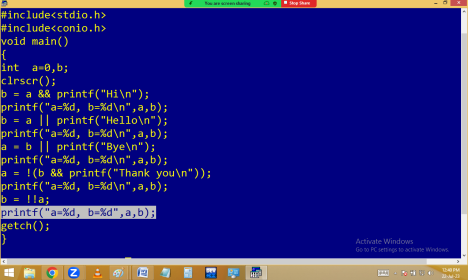 You are screen sharing
Stop Share
#include<stdio.h>
#include<conio.h>
void main()
{
int  a=0,b;
clrscr();
b = a && printf("Hi\n");
printf("a=%d, b=%d\n",a,b);
b = a || printf("Hello\n");
printf("a=%d, b=%d\n",a,b);
a = b || printf("Bye\n");
printf("a=%d, b=%d\n",a,b);
a = !(b && printf("Thank you\n"));
printf("a=%d, b=%d\n",a,b);
b = !!a;
printf("a=%d, b=%d",a,b);
getch();
}
Activate Windows
Go to PC settings to activate Windows.